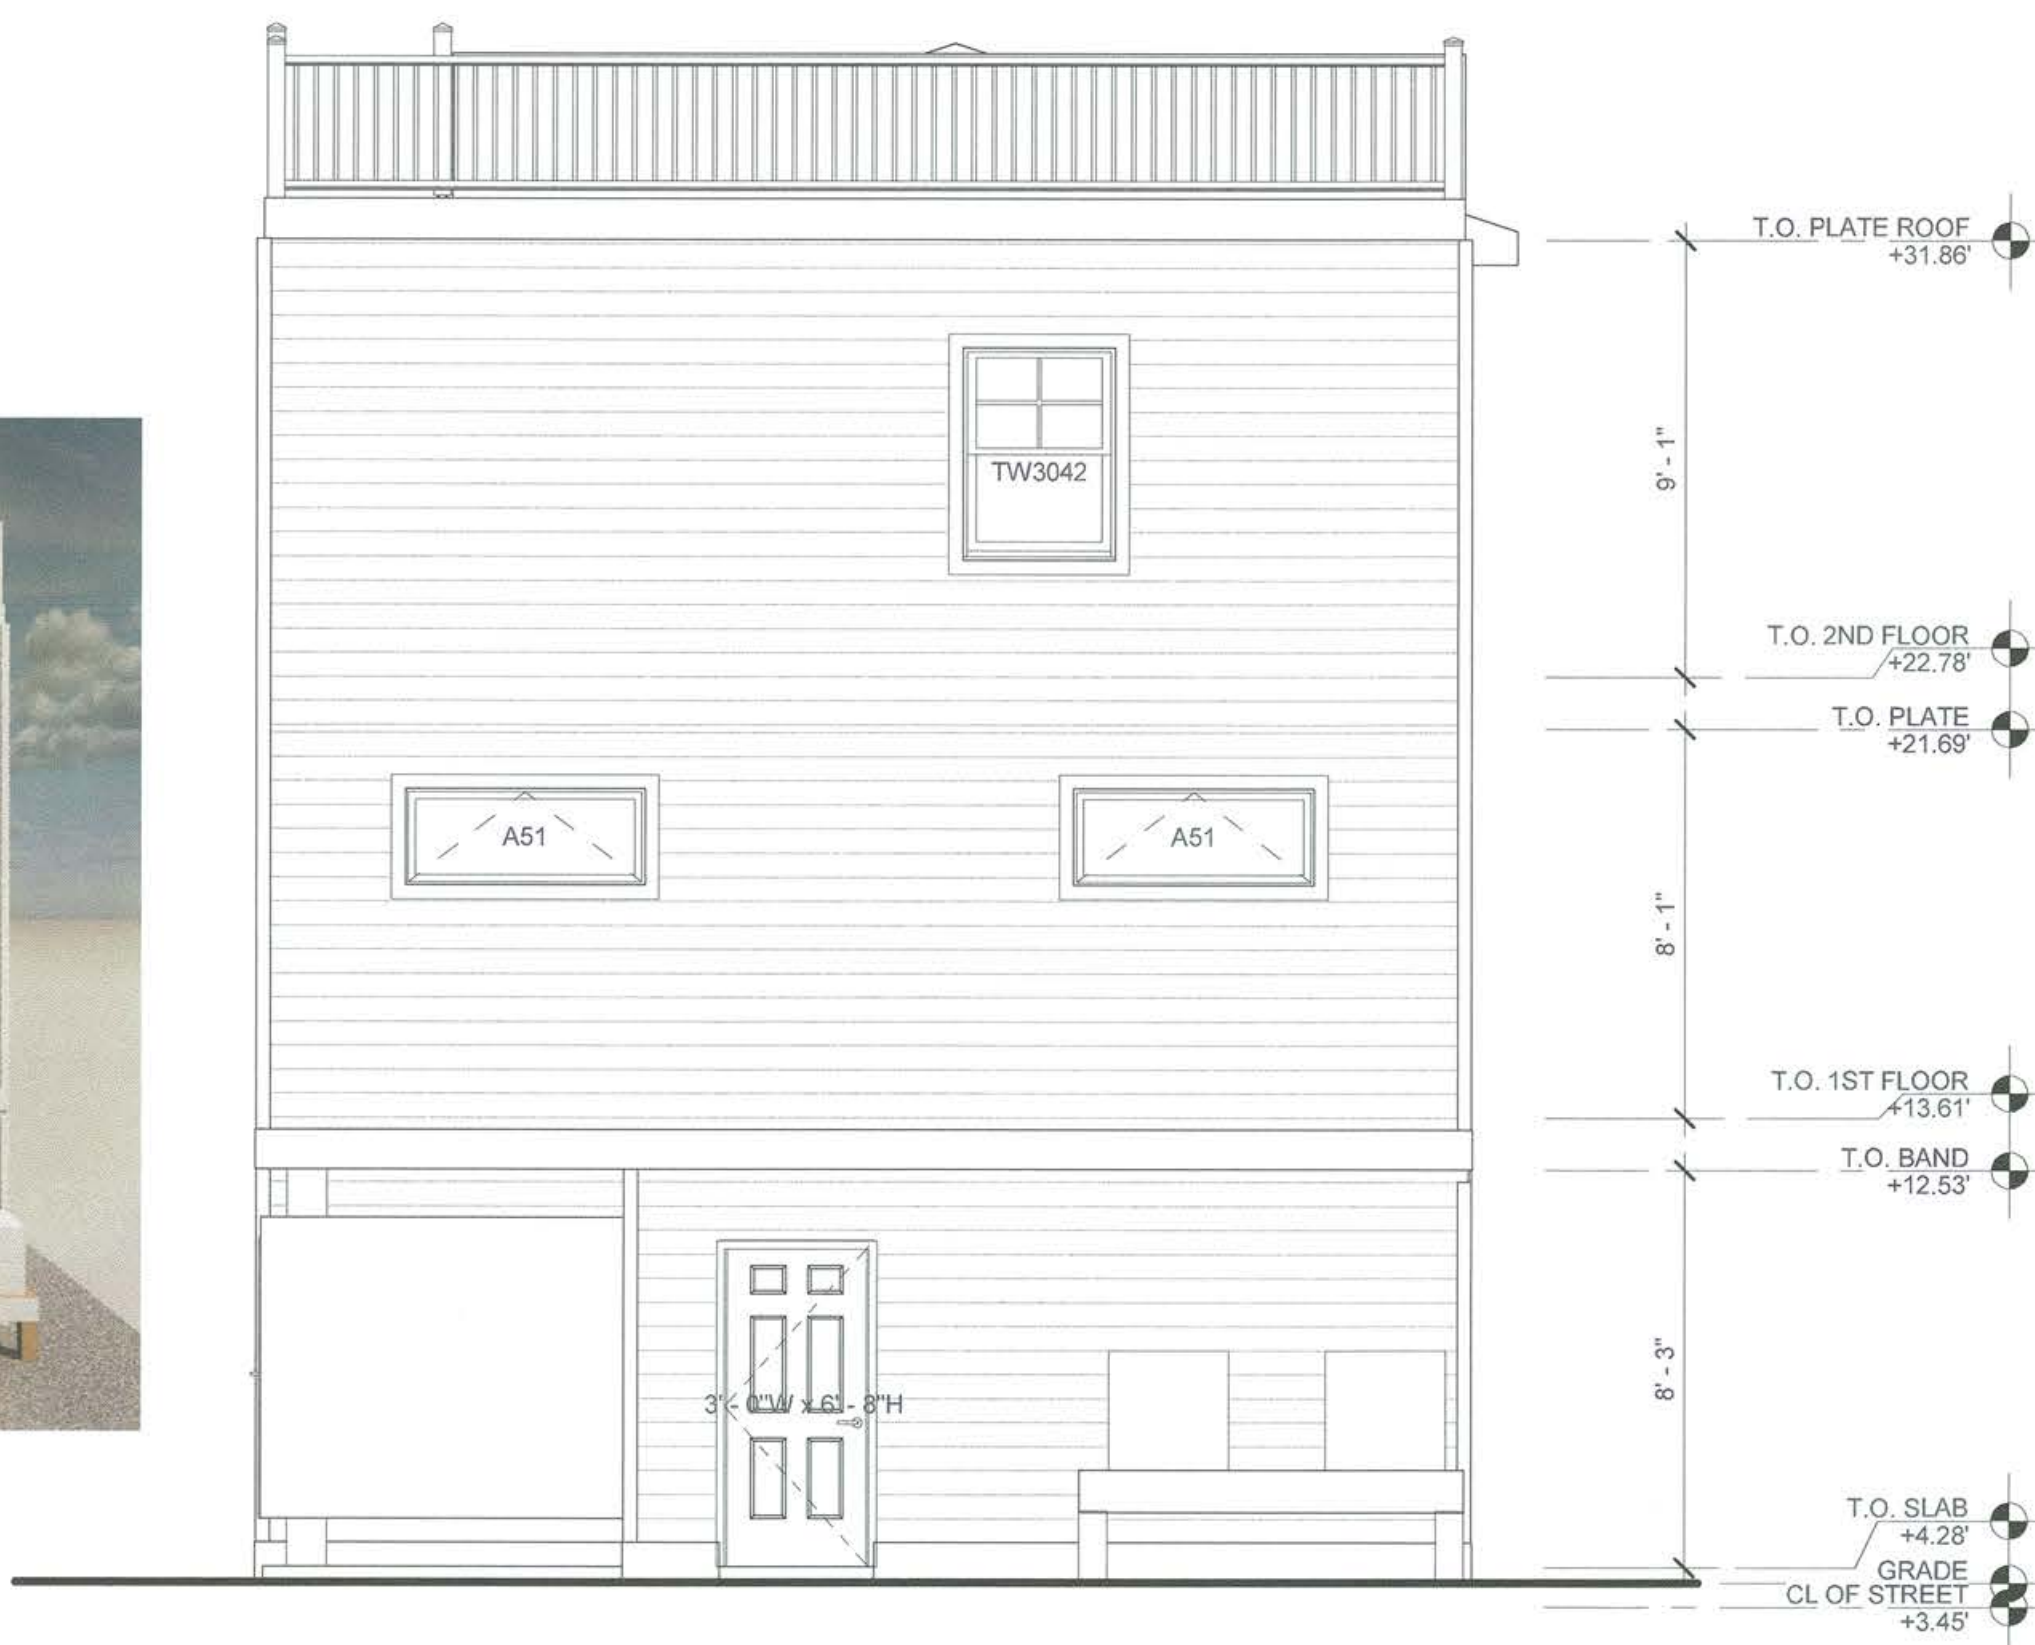 T.O. PLATE ROOF
+31.86'
9' - 1"
TW3042
T.O. 2ND FLOOR
+22.78'
T.O. PLATE
+21.69'
A51
A51
8' - 1"
T.O. 1ST FLOOR
+13.61'
T.O. BAND
+12.53'
8' - 3"
3' - 0"W x 6' - 8"H
T.O. SLAB
+4.28'
GRADE
CL OF STREET
+3.45'